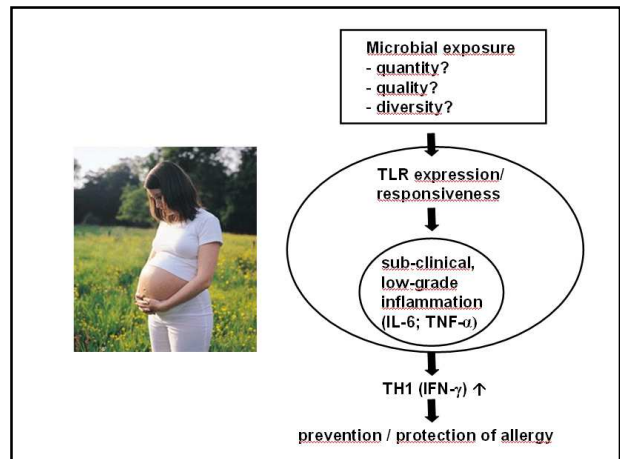 Microbial exposure
- quantity?
- quality?
- diversity?
TLR expression/
responsiveness
sub-clinical,
low-grade
inflammation
(IL-6; TNF-α)
TH1 (IFN-γ) ↑
prevention / protection of allergy